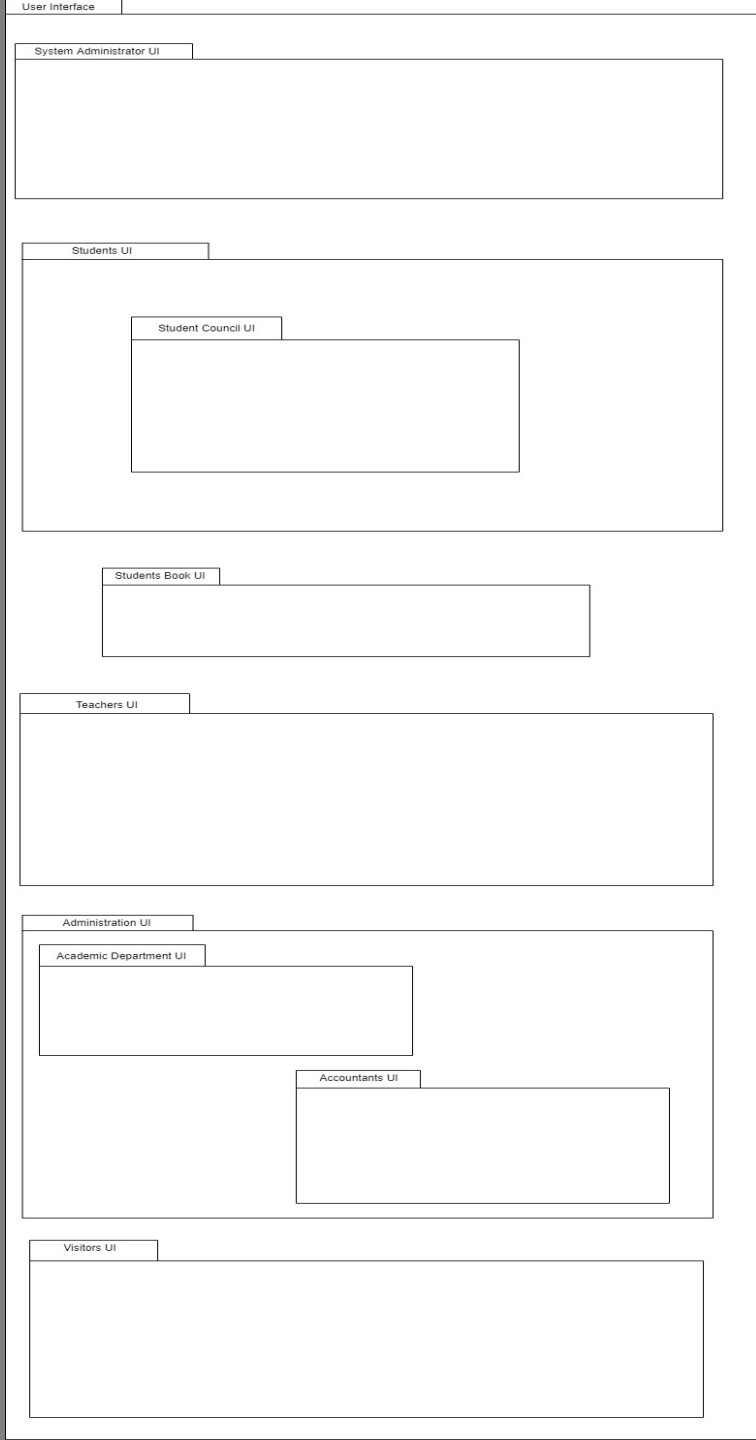 User Interface
System Administrator UI
Students UI
Student Council UI
Students Book UI
Teachers UI
Administration UI
Academic Department UI
Accountants UI
Visitors UI